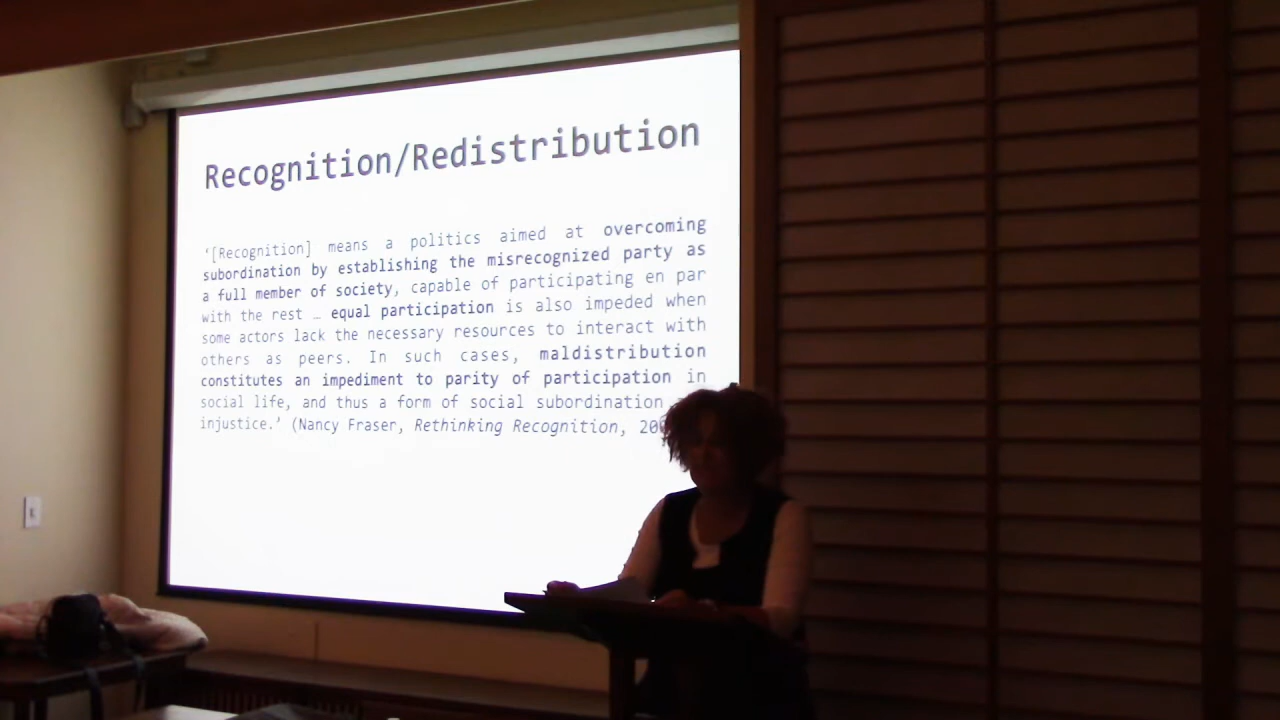 Recognition/Redistribution
'[Recognition] means a politics aimed at overcoming
subordination by establishing the misrecognized party as
a full member of society, capable of participating en par
with the rest … equal participation is also impeded when
some actors lack the necessary resources to interact with
others as peers. In such cases, maldistribution
constitutes an impediment to parity of participation in
social life, and thus a form of social subordination
injustice.' (Nancy Fraser, Rethinking Recognition,